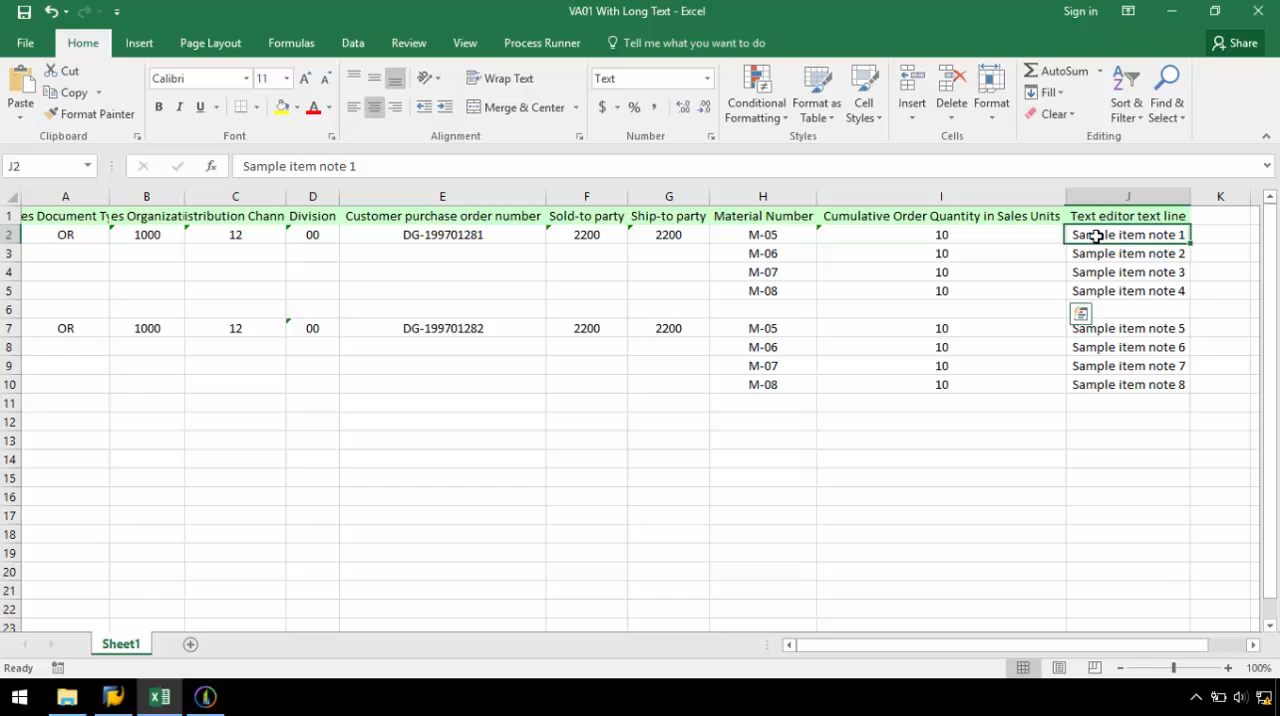 VA01 With Long Text - Excel
Sign in
File Home Insert Page Layout Formulas Data Review View Process Runner Tell me what you want to do Share
Paste
Cut
Copy
Format Painter
Clipboard
Calibri 11
B I U
Font
Wrap Text
Merge & Center
Alignment
Text
$ % ,
Number
Conditional Formatting
Format as Table
Cell Styles
Styles
Insert Delete Format
Cells
AutoSum
Fill
Clear
Sort & Filter
Find & Select
Editing
J2 fx Sample item note 1
A B C D E F G H I J K
1 es Document Ty es Organizati istribution Chann Division Customer purchase order number Sold-to party Ship-to party Material Number Cumulative Order Quantity in Sales Units Text editor text line
2 OR 1000 12 00 DG-199701281 2200 2200 M-05 10 Sample item note 1
3 M-06 10 Sample item note 2
4 M-07 10 Sample item note 3
5 M-08 10 Sample item note 4
6
7 OR 1000 12 00 DG-199701282 2200 2200 M-05 10 Sample item note 5
8 M-06 10 Sample item note 6
9 M-07 10 Sample item note 7
10 M-08 10 Sample item note 8
11
12
13
14
15
16
17
18
19
20
21
22
23
Sheet1
Ready
100%